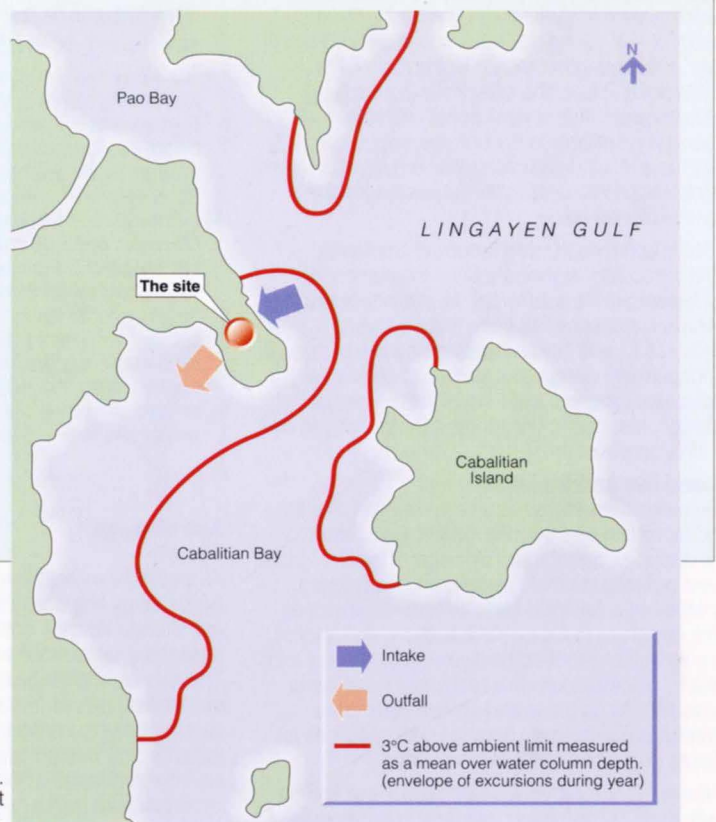 N
Pao Bay
LINGAYEN GULF
The site
Cabalitian
Island
Cabalitian Bay
Intake
Outfall
3°C above ambient limit measured
as a mean over water column depth.
(envelope of excursions during year)